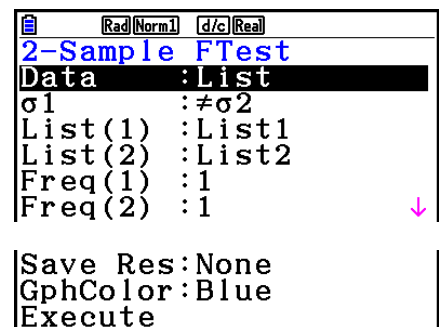 Rad Norm1 d/c Real
2-Sample FTest
Data :List
σ1 :≠σ2
List(1) :List1
List(2) :List2
Freq(1) :1
Freq(2) :1 ↓
Save Res:None
GphColor:Blue
Execute